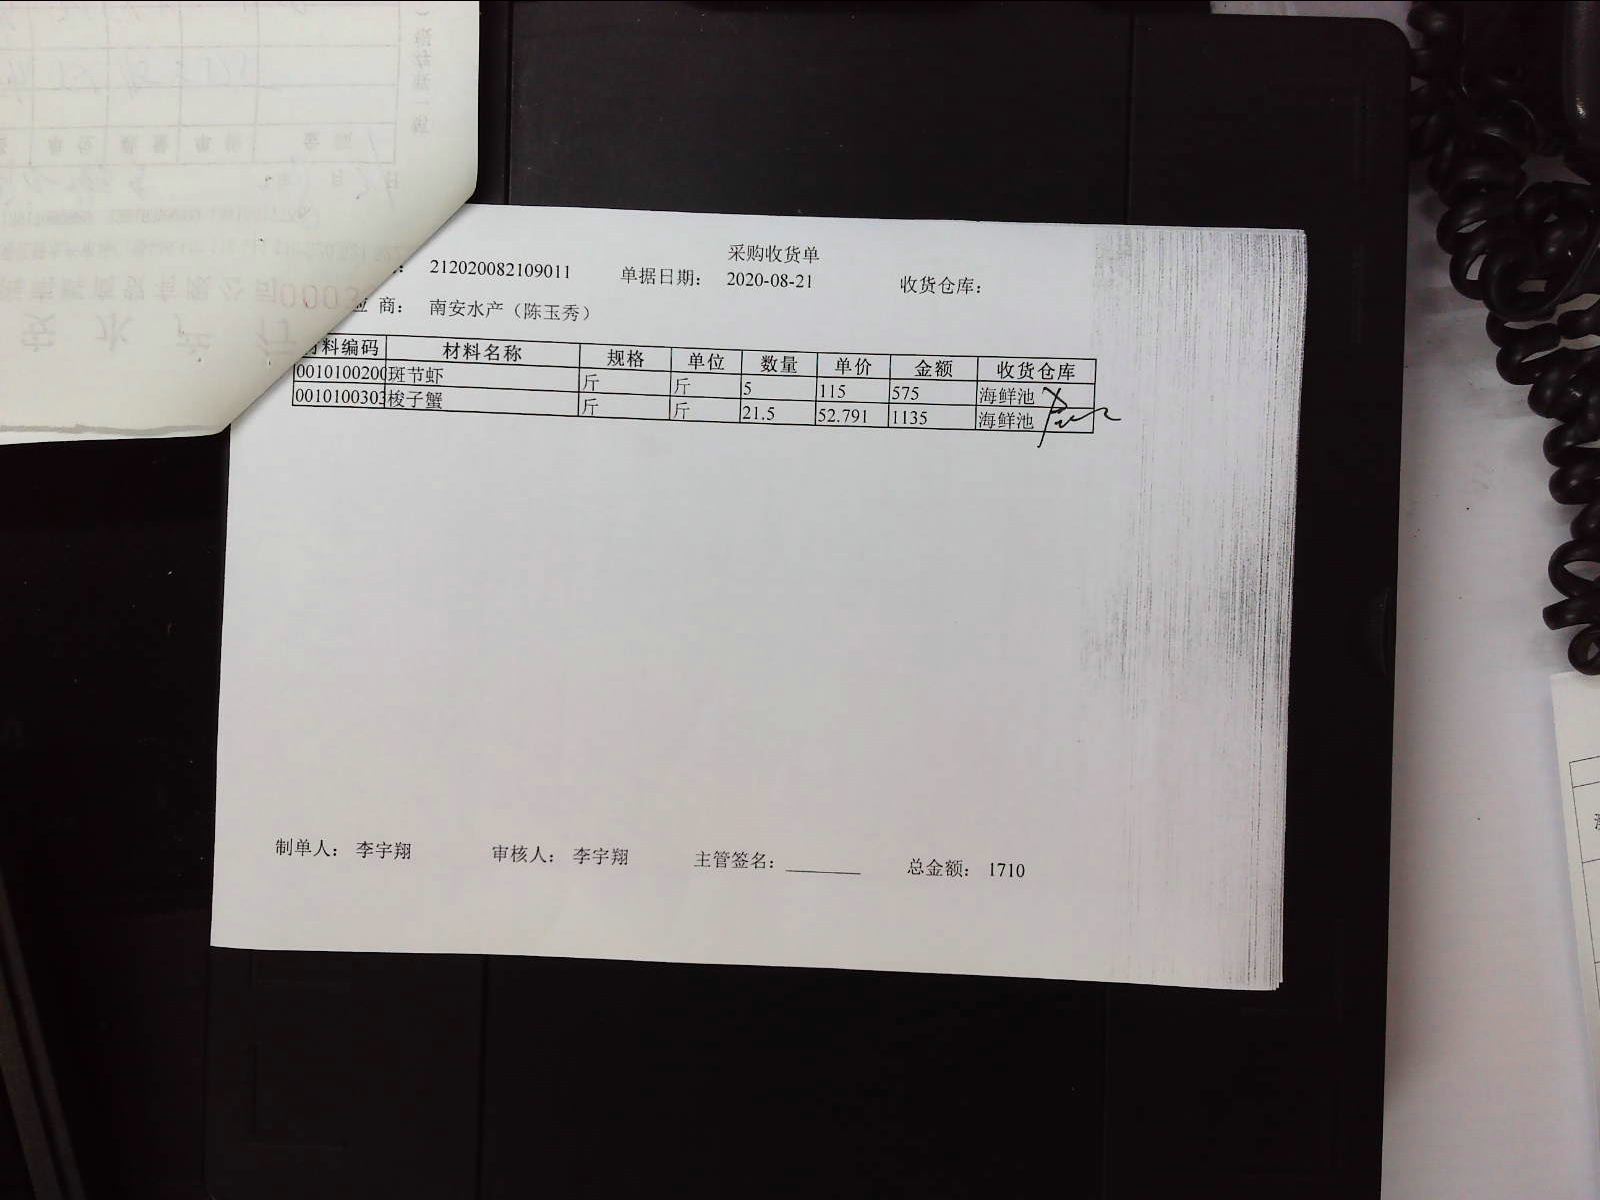 采购收货单
212020082109011 单据日期: 2020-08-21 收货仓库:
应 商: 南安水产（陈玉秀）
材料编码 材料名称 规格 单位 数量 单价 金额 收货仓库
0010100200 斑节虾 斤 斤 5 115 575 海鲜池
0010100303 梭子蟹 斤 斤 21.5 52.791 1135 海鲜池
制单人: 李宇翔 审核人: 李宇翔 主管签名: 总金额: 1710